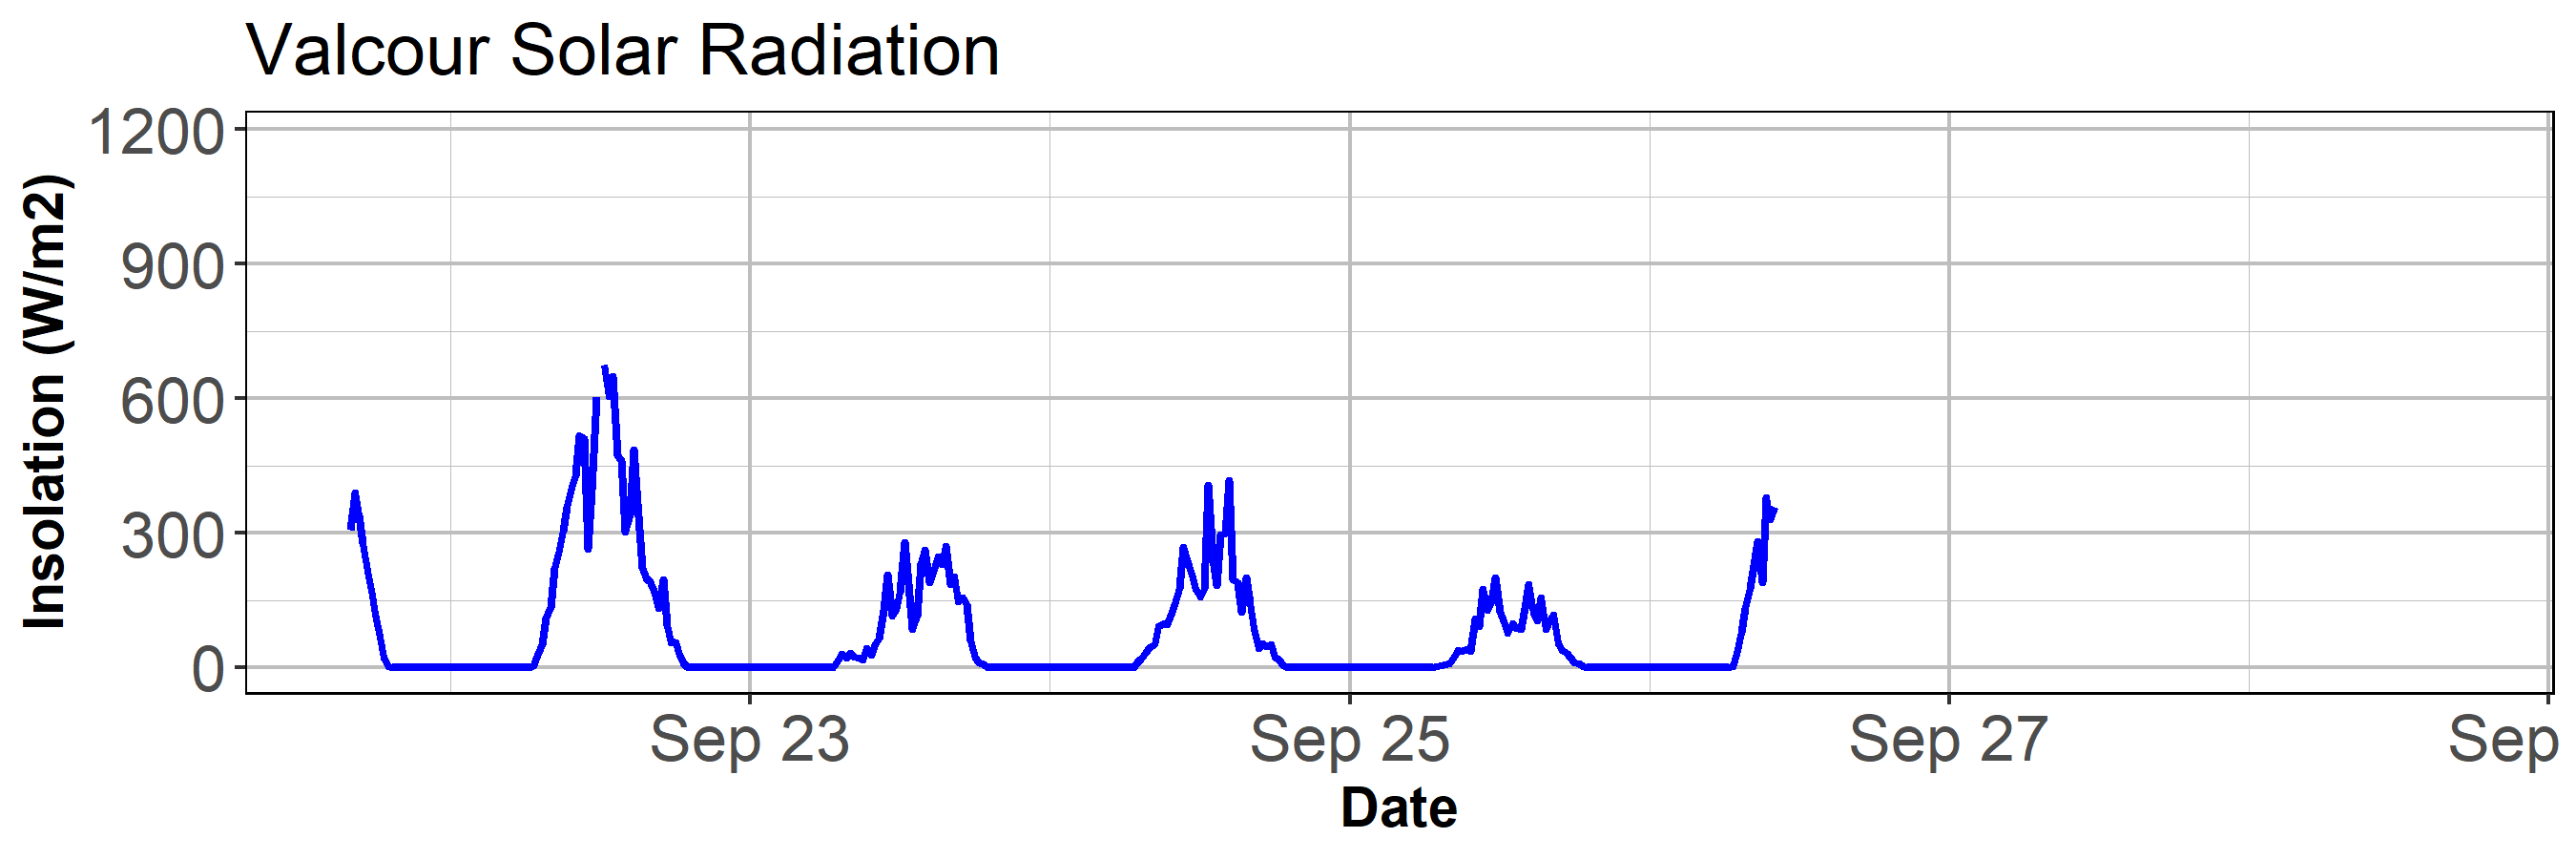 Valcour Solar Radiation
Insolation (W/m2)
1200
900
600
300
0
Sep 23
Sep 25
Sep 27
Sep
Date